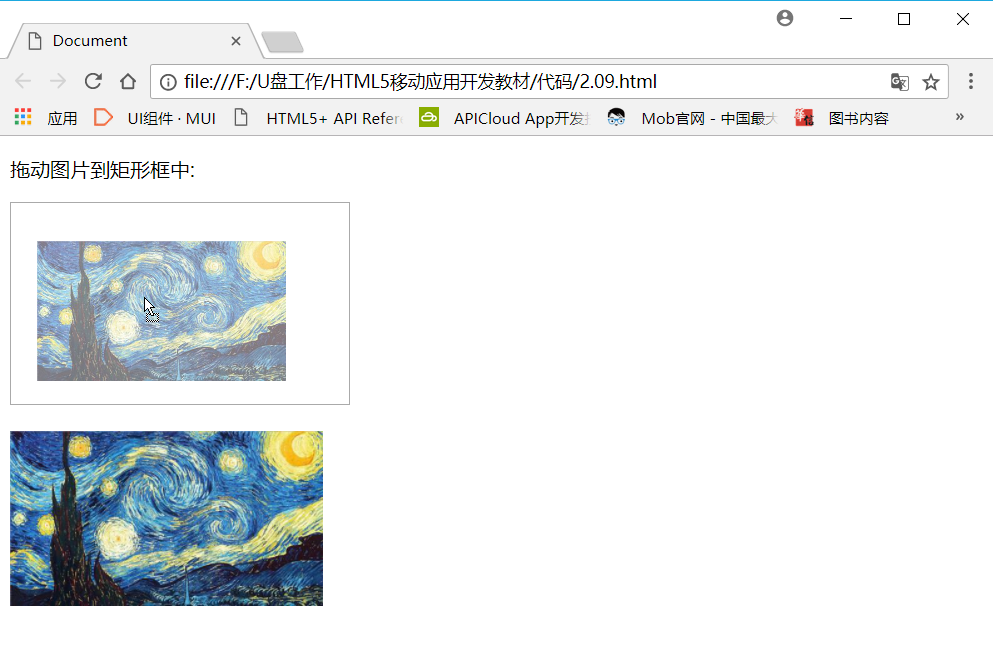 Document
file:///F:/U盘工作/HTML5移动应用开发教材/代码/2.09.html
应用 UI组件 · MUI HTML5+ API Refer APICloud App开发 Mob官网 - 中国最大 图书内容 »
拖动图片到矩形框中: